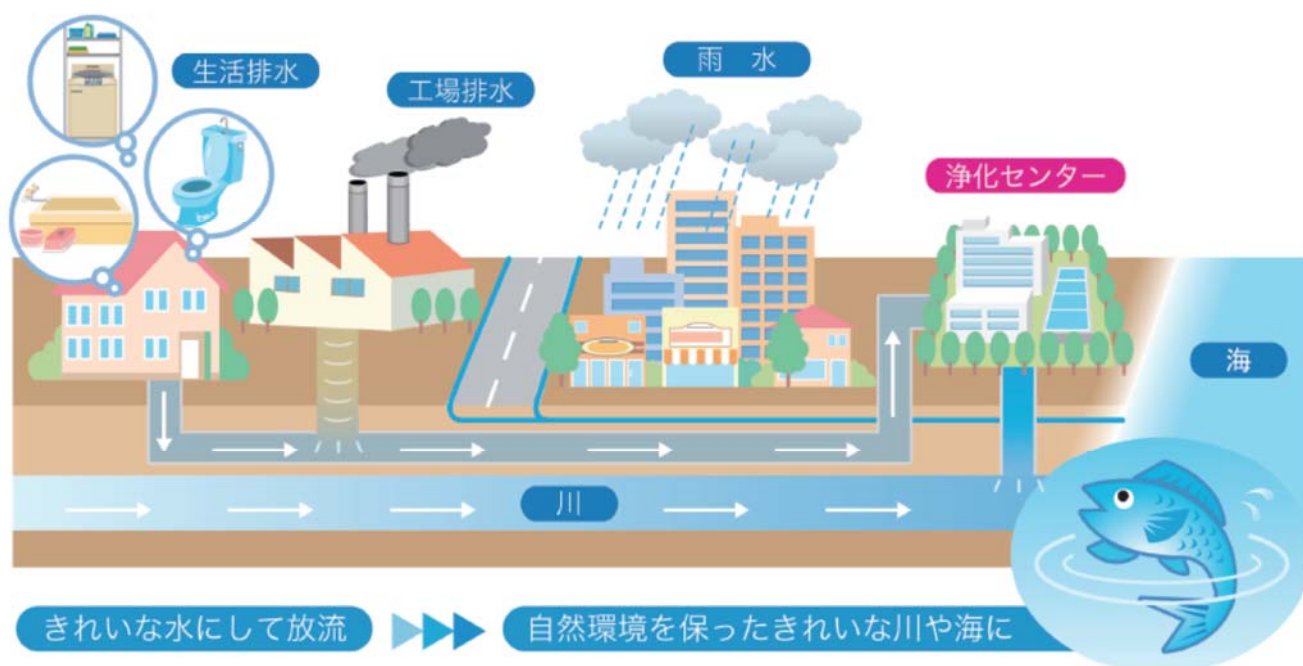 生活排水
工場排水
雨　水
浄化センター
海
川
きれいな水にして放流
自然環境を保ったきれいな川や海に